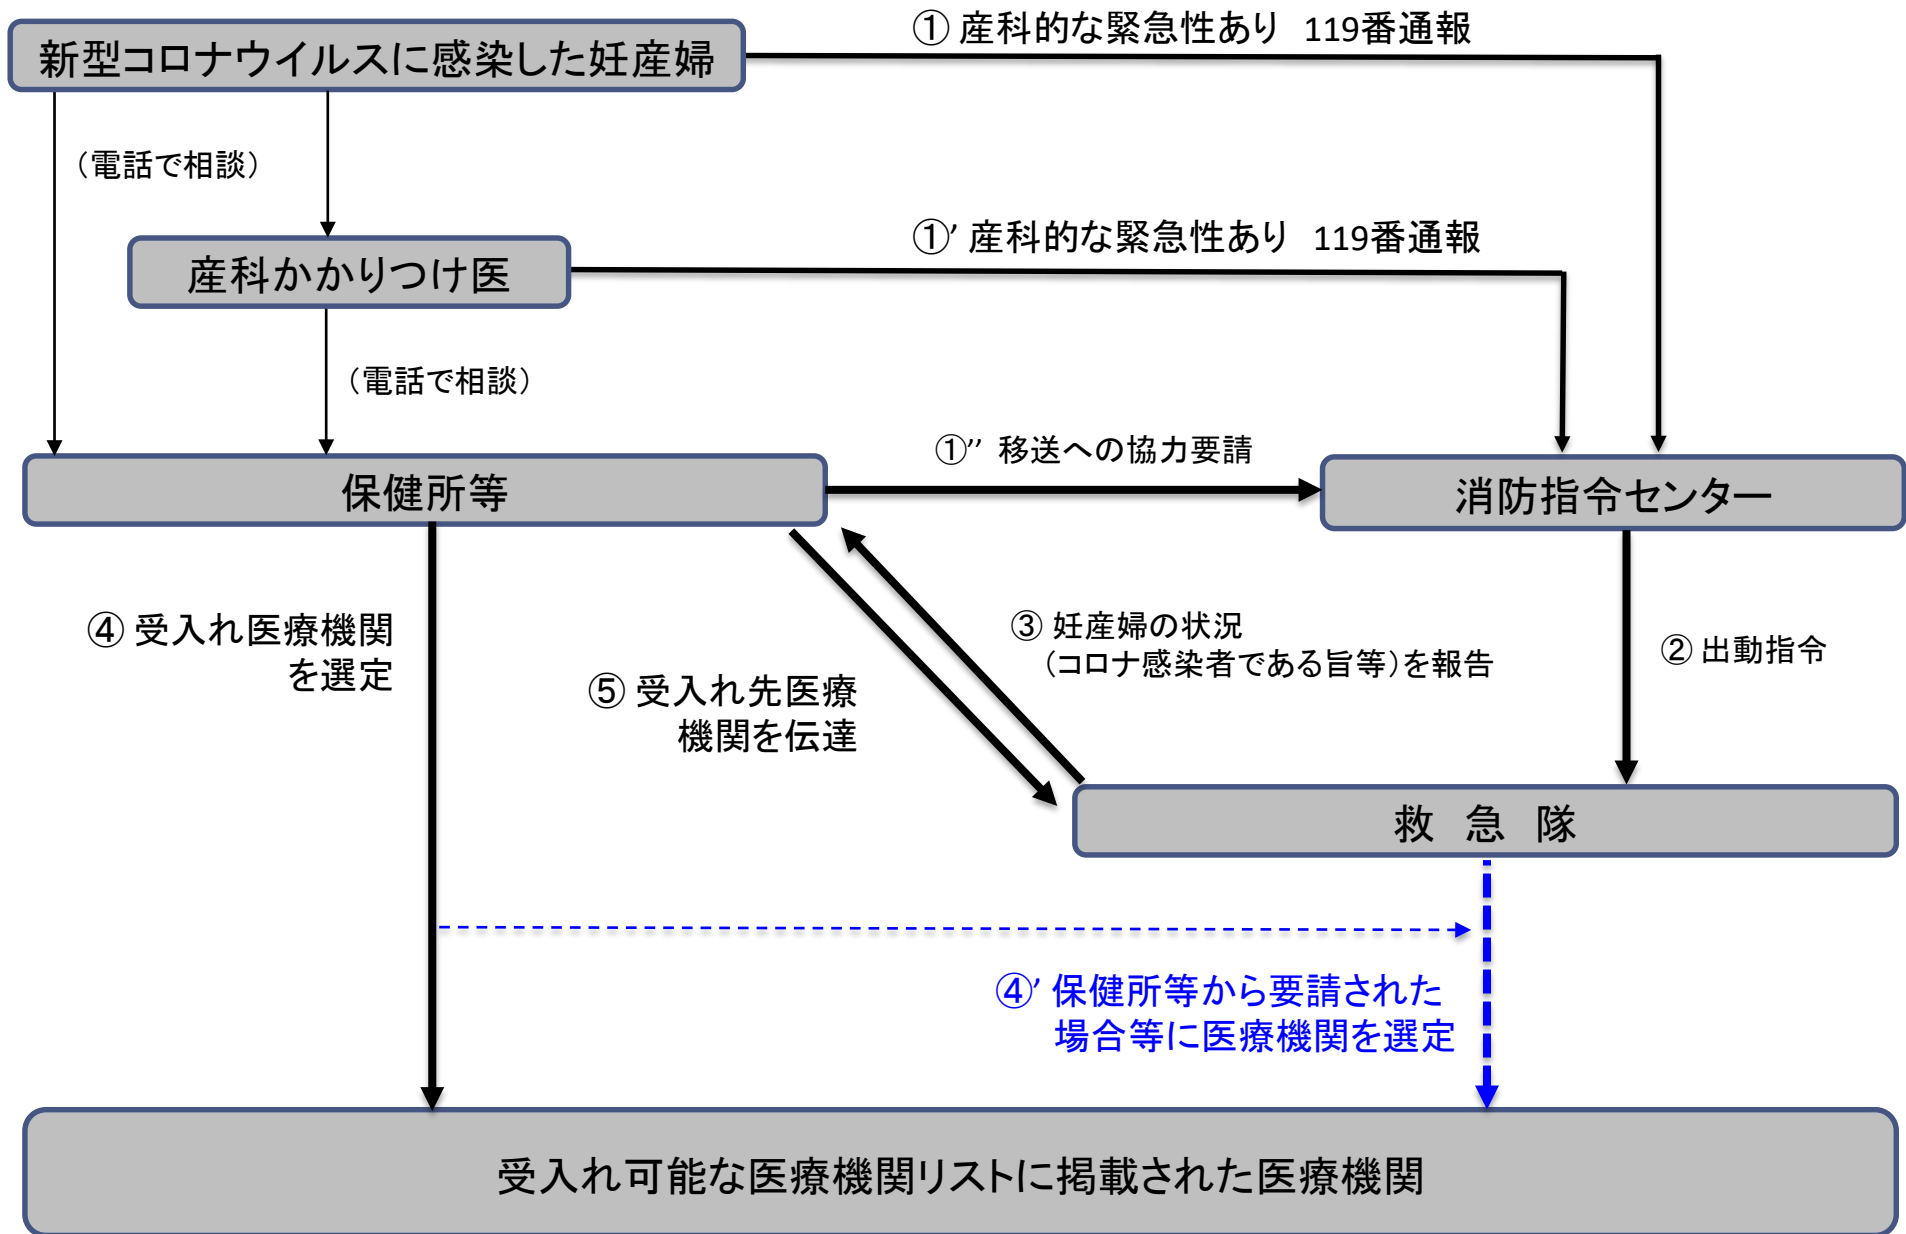 ① 産科的な緊急性あり 119番通報
新型コロナウイルスに感染した妊産婦
（電話で相談）
①’ 産科的な緊急性あり 119番通報
産科かかりつけ医
（電話で相談）
①’’ 移送への協力要請
保健所等
消防指令センター
④ 受入れ医療機関
を選定
③ 妊産婦の状況
（コロナ感染者である旨等）を報告
② 出動指令
⑤ 受入れ先医療
機関を伝達
救 急 隊
④’ 保健所等から要請された
場合等に医療機関を選定
受入れ可能な医療機関リストに掲載された医療機関